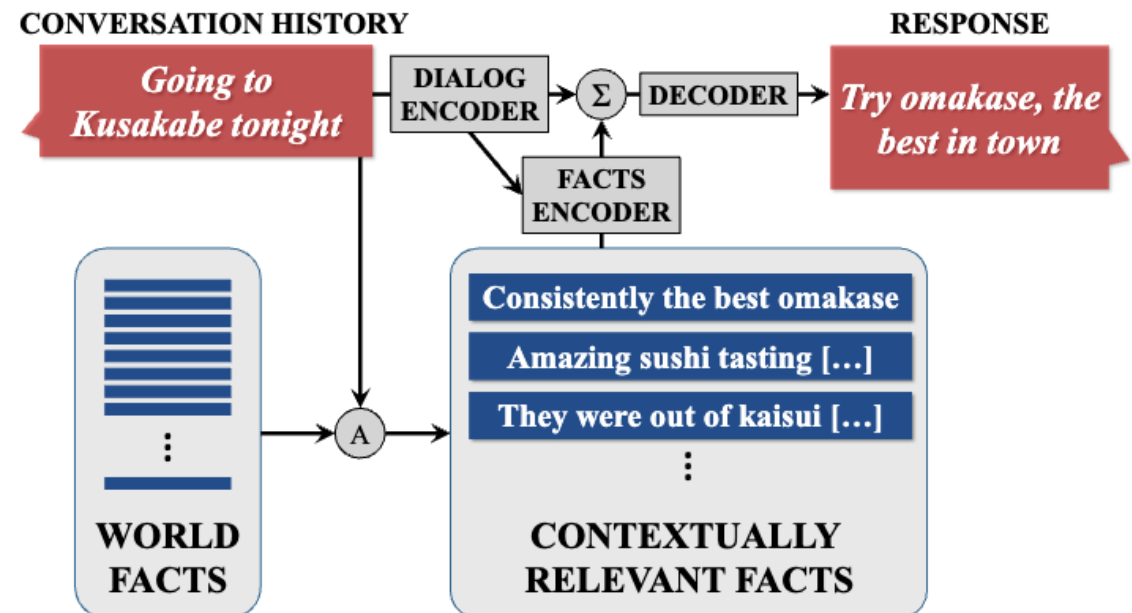 CONVERSATION HISTORY
RESPONSE
Going to
Kusakabe tonight
DIALOG
ENCODER
Σ
DECODER
Try omakase, the
best in town
FACTS
ENCODER
Consistently the best omakase
Amazing sushi tasting […]
They were out of kaisui […]
A
WORLD
FACTS
CONTEXTUALLY
RELEVANT FACTS